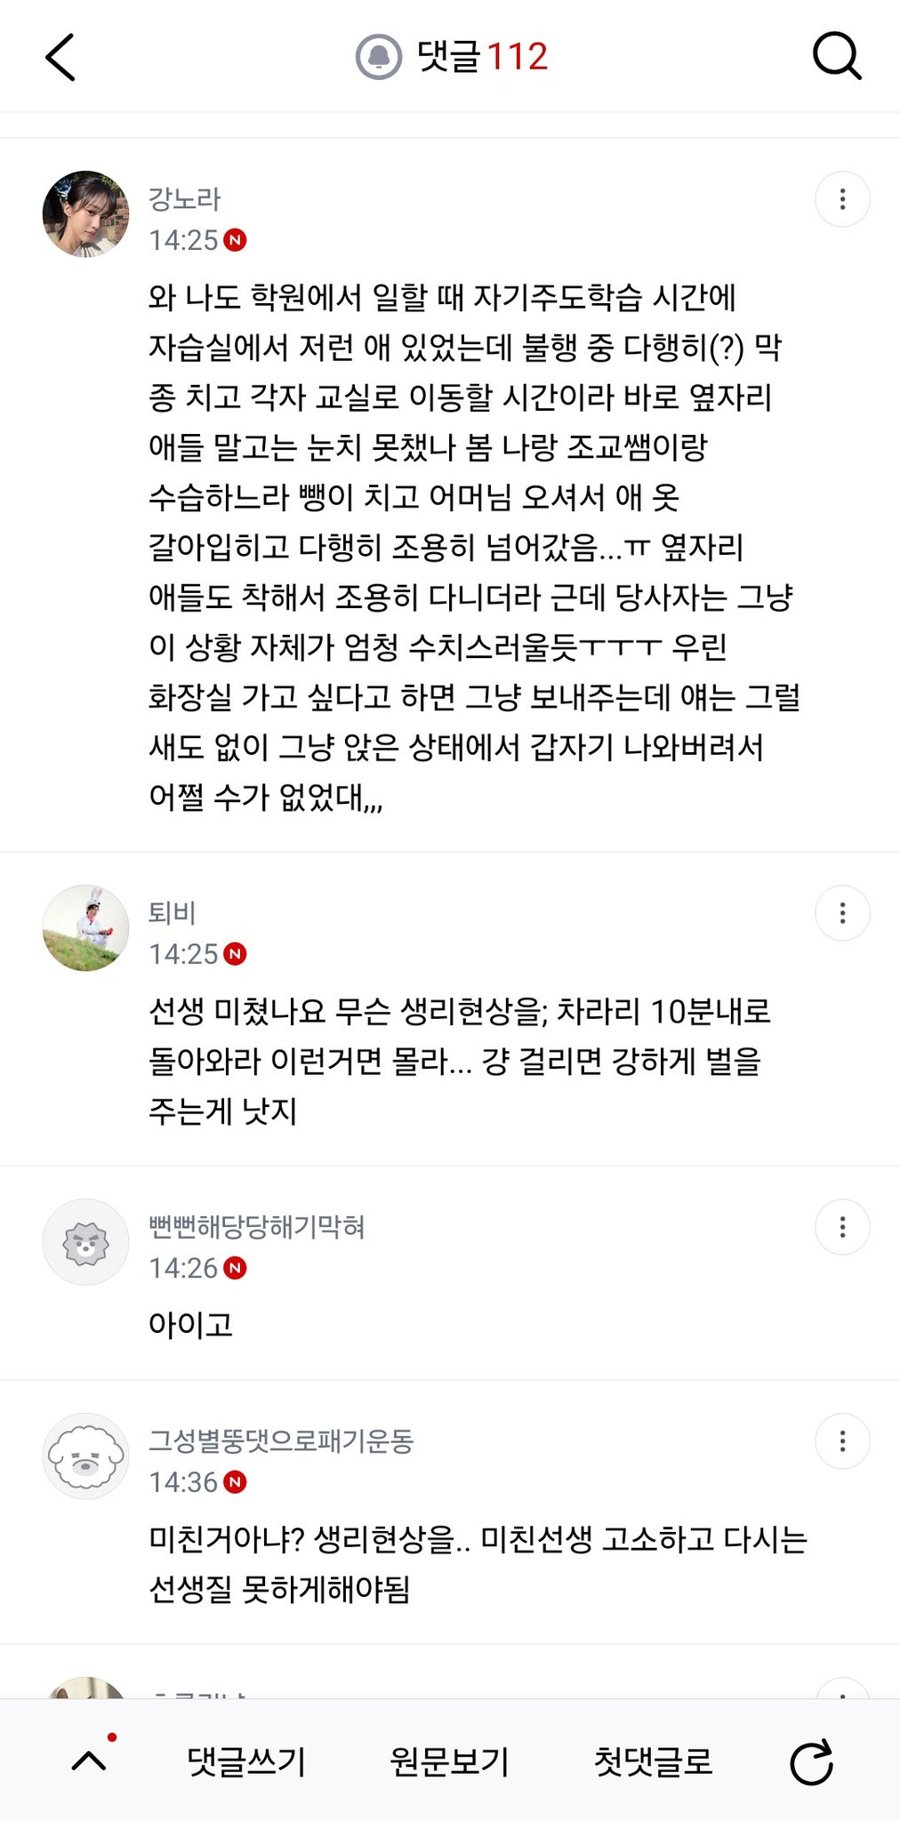 댓글 112
강노라
14:25 N
와 나도 학원에서 일할 때 자기주도학습 시간에
자습실에서 저런 애 있었는데 불행 중 다행히(?) 막
종 치고 각자 교실로 이동할 시간이라 바로 옆자리
애들 말고는 눈치 못챘나 봄 나랑 조교쌤이랑
수습하느라 뺑이 치고 어머님 오셔서 애 옷
갈아입히고 다행히 조용히 넘어갔음...ㅠ 옆자리
애들도 착해서 조용히 다니더라 근데 당사자는 그냥
이 상황 자체가 엄청 수치스러울듯ㅜㅜㅜ 우린
화장실 가고 싶다고 하면 그냥 보내주는데 얘는 그럴
새도 없이 그냥 앉은 상태에서 갑자기 나와버려서
어쩔 수가 없었대,,,
퇴비
14:25 N
선생 미쳤나요 무슨 생리현상을; 차라리 10분내로
돌아와라 이런거면 몰라... 걍 걸리면 강하게 벌을
주는게 낫지
뻔뻔해당당해기막혀
14:26 N
아이고
그성별뚱댓으로패기운동
14:36 N
미친거아냐? 생리현상을.. 미친선생 고소하고 다시는
선생질 못하게해야됨
댓글쓰기 원문보기 첫댓글로